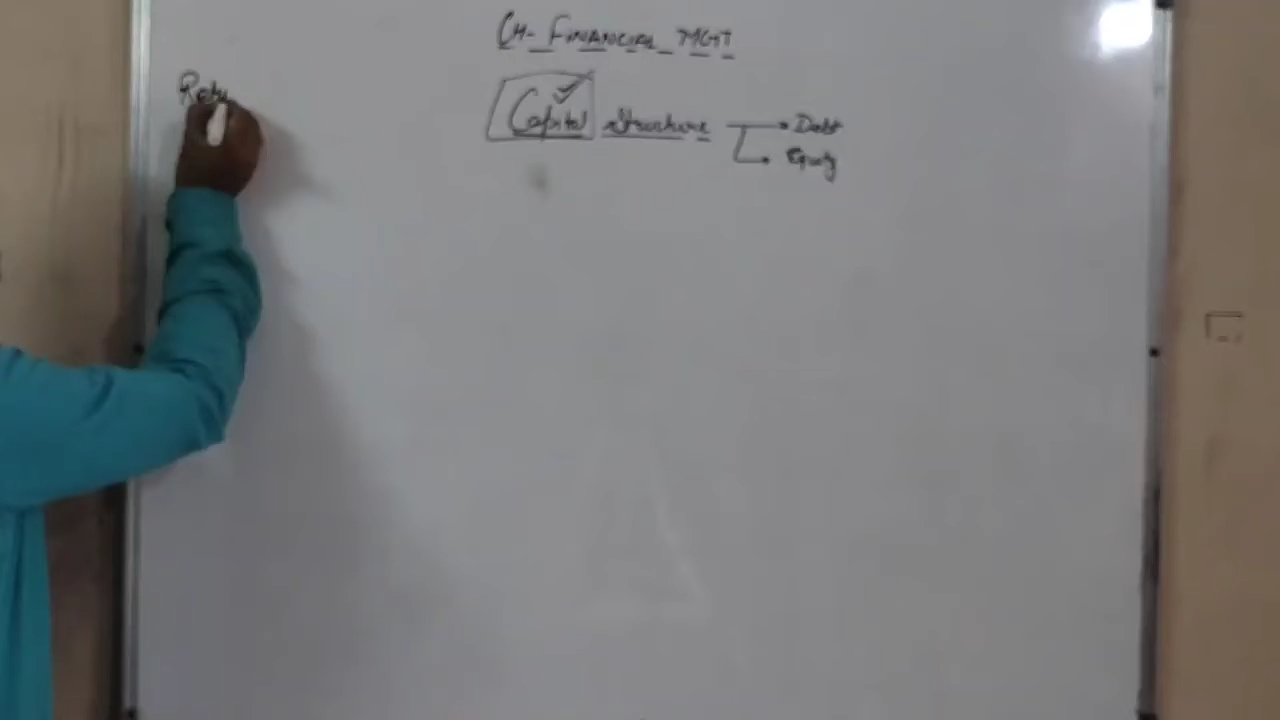 CH- FINANCIAL MGT
Capital Structure → Debt
Equity